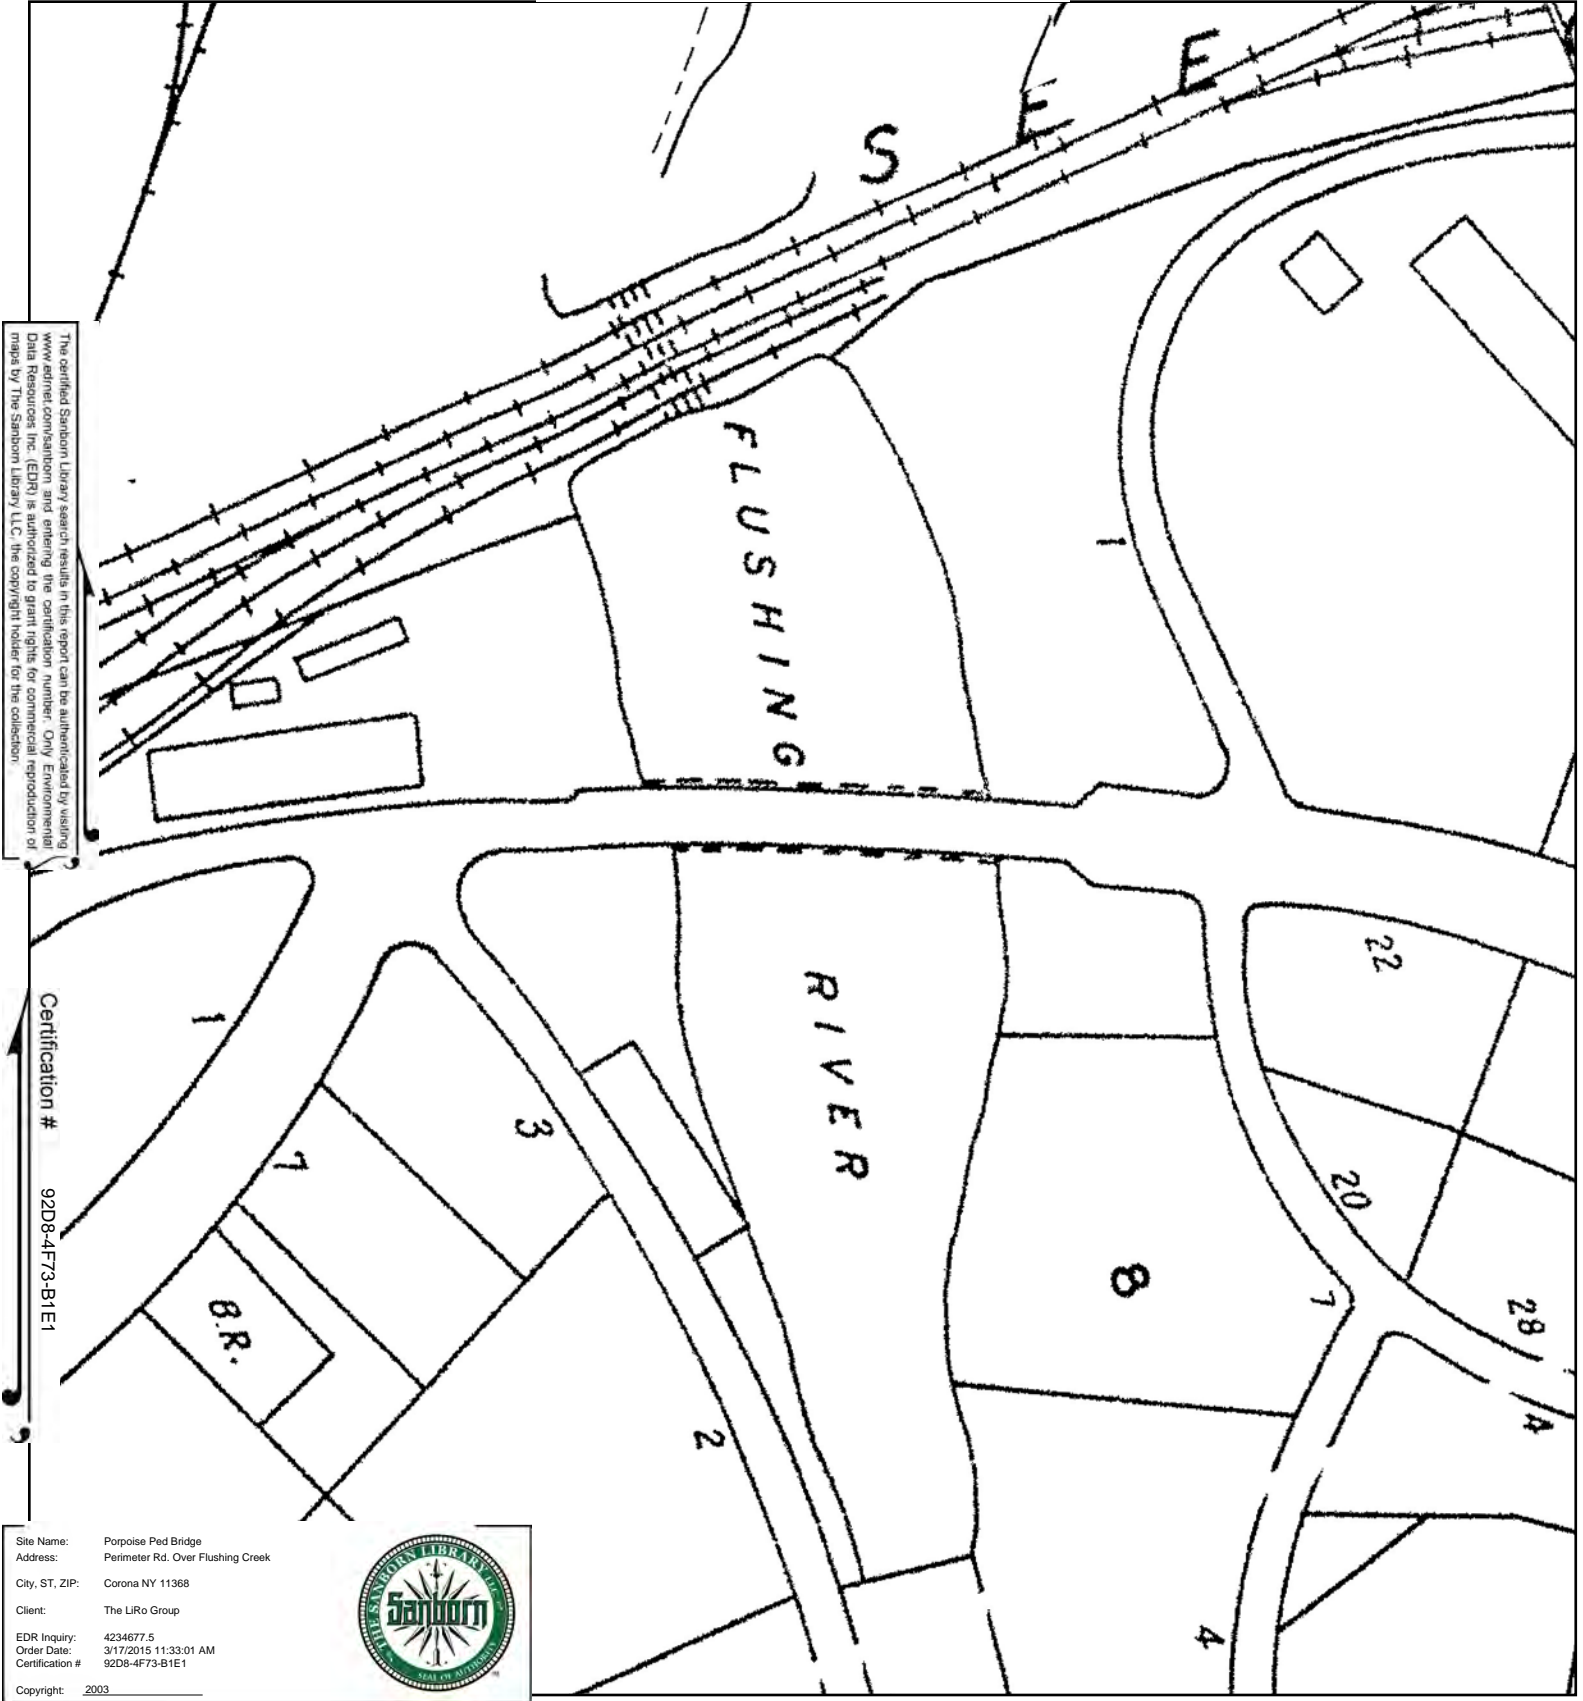 S E E
FLUSHING
1
22
RIVER
1
3
7
20
8
7
28
B.R.
A
2
4
The certified Sanborn Library search results in this report can be authenticated by visiting
www.edrnet.com/sanborn and entering the certification number. Only Environmental
Data Resources Inc. (EDR) is authorized to grant rights for commercial reproduction of
maps by The Sanborn Library LLC, the copyright holder for the collection.
Certification # 92D8-4F73-B1E1
Site Name: Porpoise Ped Bridge
Address: Perimeter Rd. Over Flushing Creek
City, ST, ZIP: Corona NY 11368
Client: The LiRo Group
EDR Inquiry: 4234677.5
Order Date: 3/17/2015 11:33:01 AM
Certification # 92D8-4F73-B1E1
Copyright: 2003
THE SANBORN LIBRARY LLC
Sanborn
SEAL OF AUTHORITY